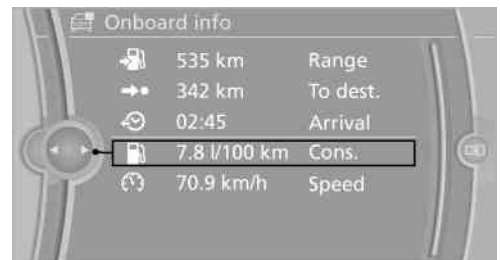 Onboard info
535 km Range
342 km To dest.
02:45 Arrival
7.8 l/100 km Cons.
70.9 km/h Speed